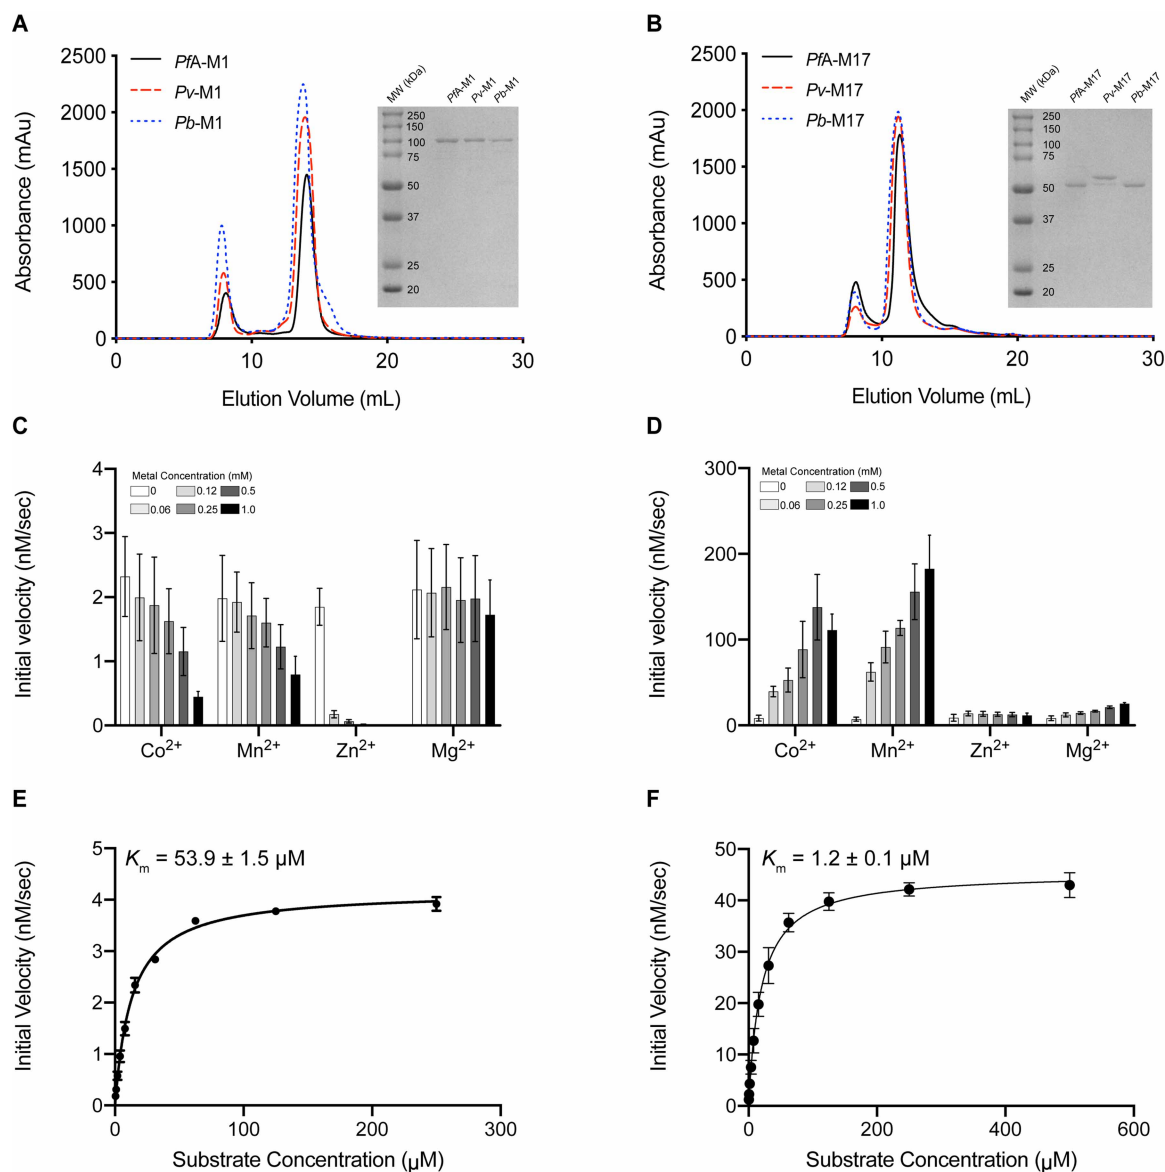 A
2500
2000
1500
1000
500
0
Absorbance (mAu)
PfA-M1
Pv-M1
Pb-M1
MW (kDa)
PfA-M1
Pv-M1
Pb-M1
250
150
100
75
50
37
25
20
0
10
20
30
Elution Volume (mL)
B
2500
2000
1500
1000
500
0
Absorbance (mAu)
PfA-M17
Pv-M17
Pb-M17
MW (kDa)
PfA-M17
Pv-M17
Pb-M17
250
150
100
75
50
37
25
20
0
10
20
30
Elution Volume (mL)
C
4
3
2
1
0
Initial velocity (nM/sec)
Metal Concentration (mM)
0 0.12 0.5
0.06 0.25 1.0
Co2+
Mn2+
Zn2+
Mg2+
D
300
200
100
0
Initial velocity (nM/sec)
Metal Concentration (mM)
0 0.12 0.5
0.06 0.25 1.0
Co2+
Mn2+
Zn2+
Mg2+
E
5
4
3
2
1
0
Initial Velocity (nM/sec)
Km = 53.9 ± 1.5 µM
0
100
200
300
Substrate Concentration (µM)
F
50
40
30
20
10
0
Initial Velocity (nM/sec)
Km = 1.2 ± 0.1 µM
0
200
400
600
Substrate Concentration (µM)